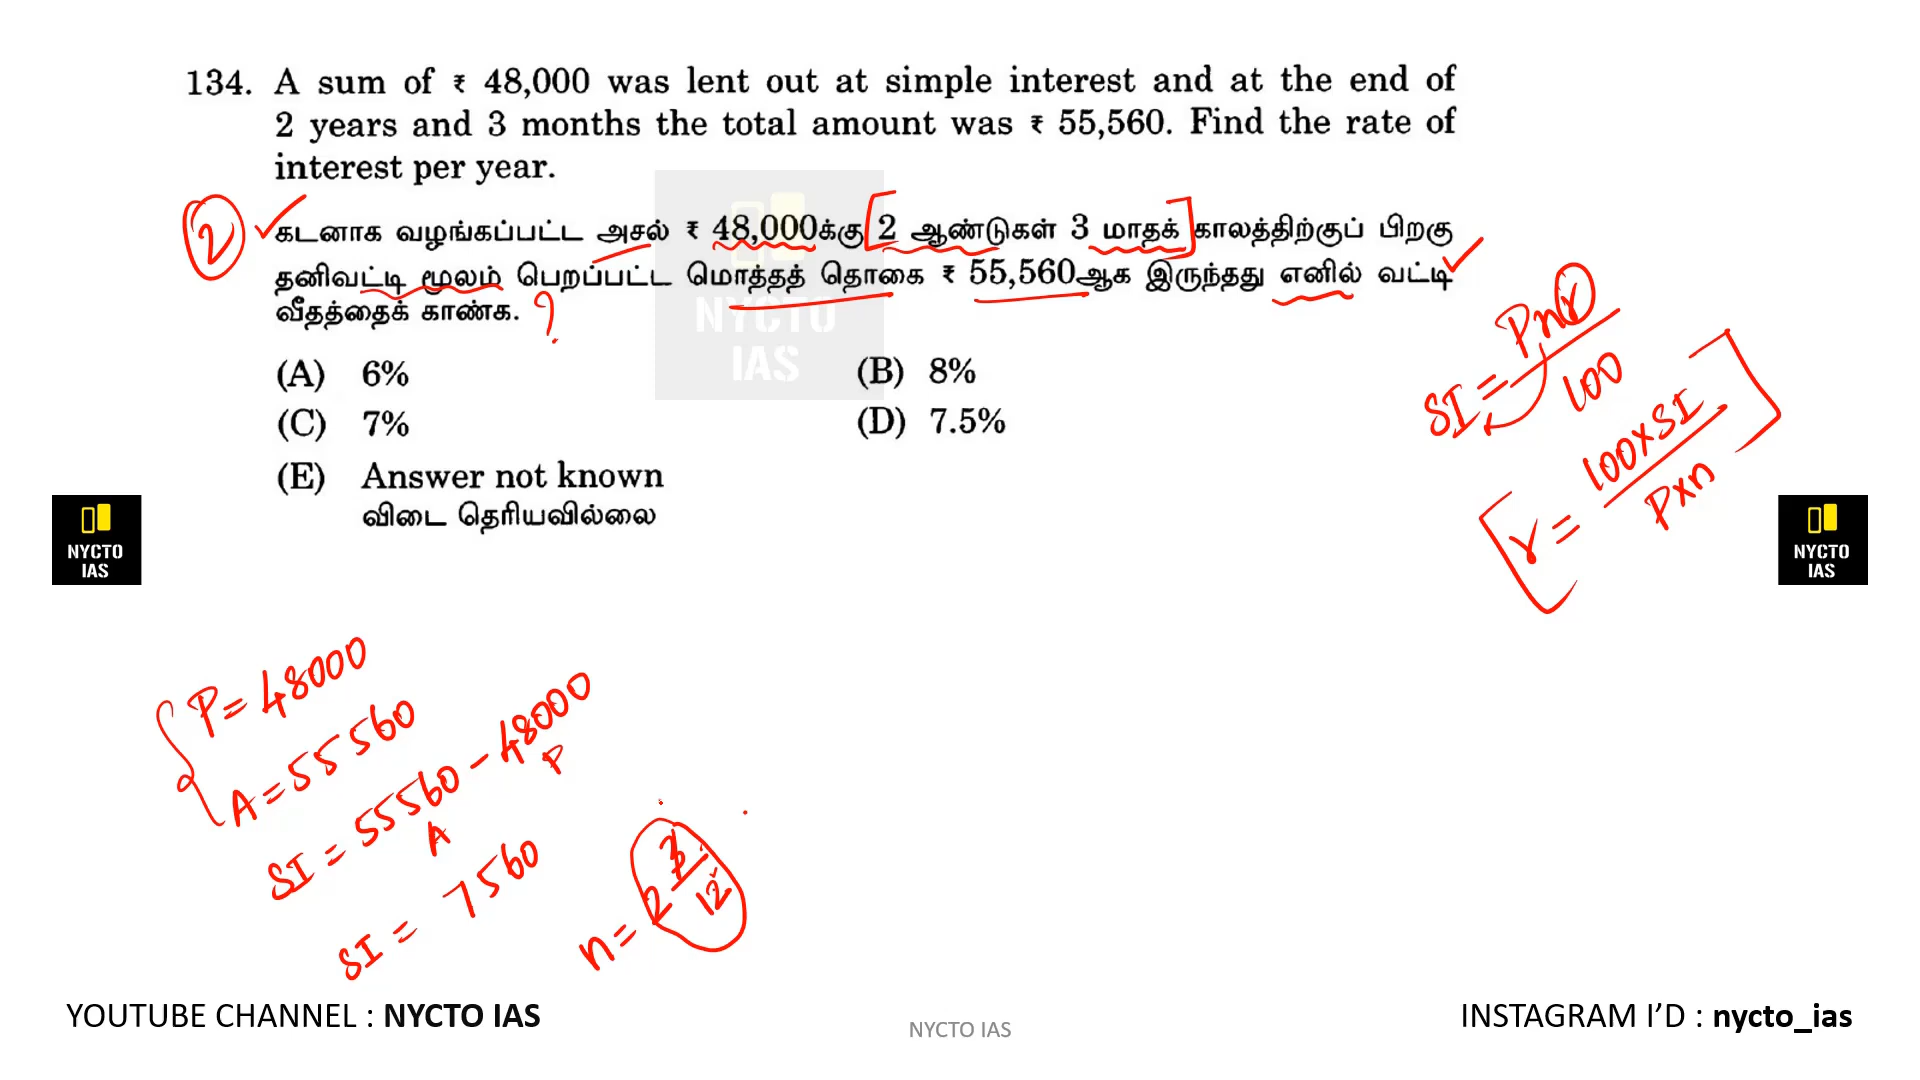 134. A sum of ₹ 48,000 was lent out at simple interest and at the end of
2 years and 3 months the total amount was ₹ 55,560. Find the rate of
interest per year.
2
கடனாக வழங்கப்பட்ட அசல் ₹ 48,000க்கு 2 ஆண்டுகள் 3 மாதக் காலத்திற்குப் பிறகு
தனிவட்டி மூலம் பெறப்பட்ட மொத்தத் தொகை ₹ 55,560ஆக இருந்தது எனில் வட்டி
வீதத்தைக் காண்க. ?
NYCTO
IAS
(A) 6%
(B) 8%
(C) 7%
(D) 7.5%
(E) Answer not known
விடை தெரியவில்லை
SI = Pnr / 100
r = 100×SI / P×n
NYCTO
IAS
NYCTO
IAS
P = 48000
A = 55560
SI = 55560 - 48000
A P
SI = 7560
n = 2 3/12
YOUTUBE CHANNEL : NYCTO IAS
NYCTO IAS
INSTAGRAM I’D : nycto_ias